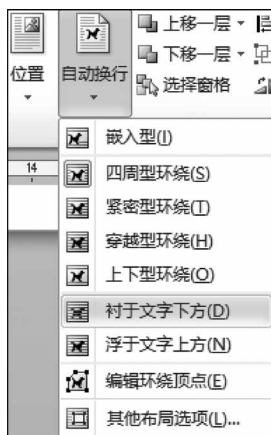 上移一层
下移一层
位置 自动换行 选择窗格
嵌入型(I)
14 四周型环绕(S)
紧密型环绕(T)
穿越型环绕(H)
上下型环绕(O)
衬于文字下方(D)
浮于文字上方(N)
编辑环绕顶点(E)
其他布局选项(L)...